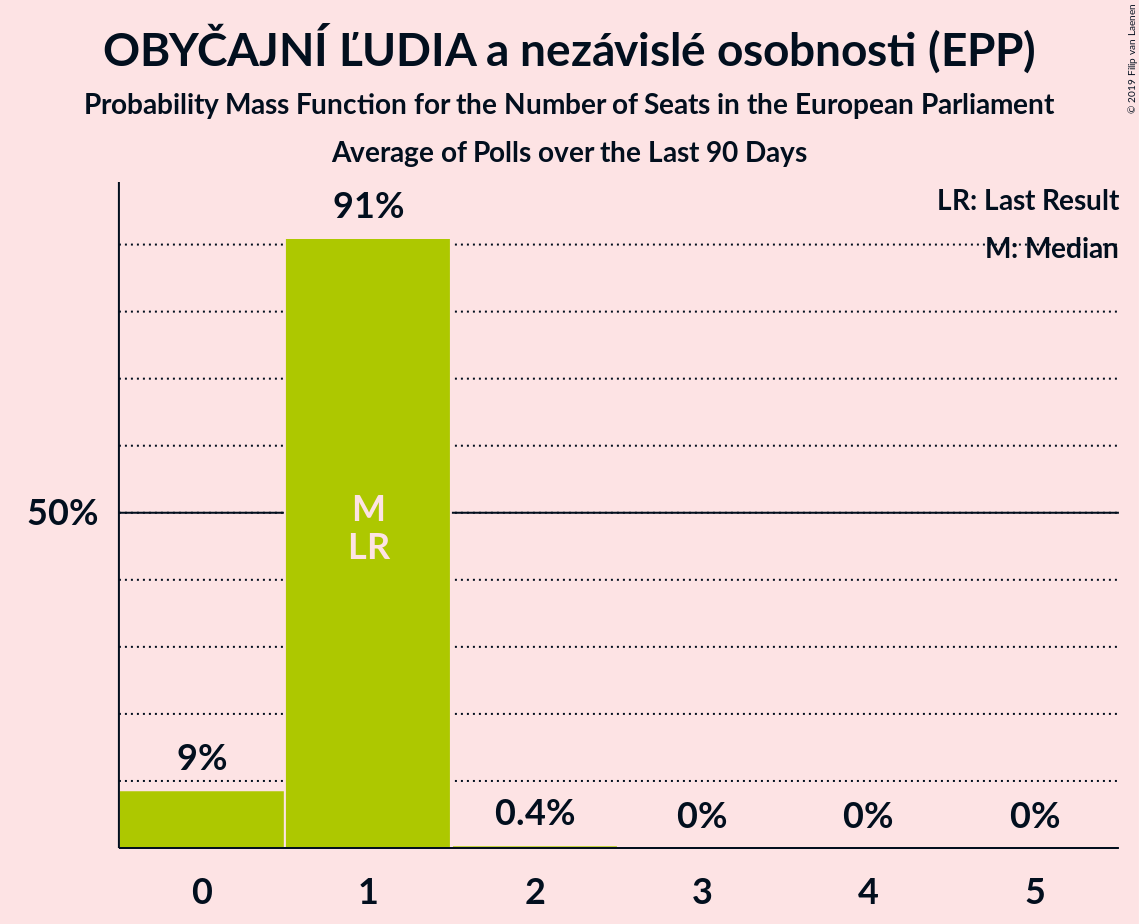 OBYČAJNÍ ĽUDIA a nezávislé osobnosti (EPP)
Probability Mass Function for the Number of Seats in the European Parliament
Average of Polls over the Last 90 Days
© 2019 Filip van Laenen
LR: Last Result
M: Median
91%
50%
M
LR
9%
0.4%
0%
0%
0%
0
1
2
3
4
5